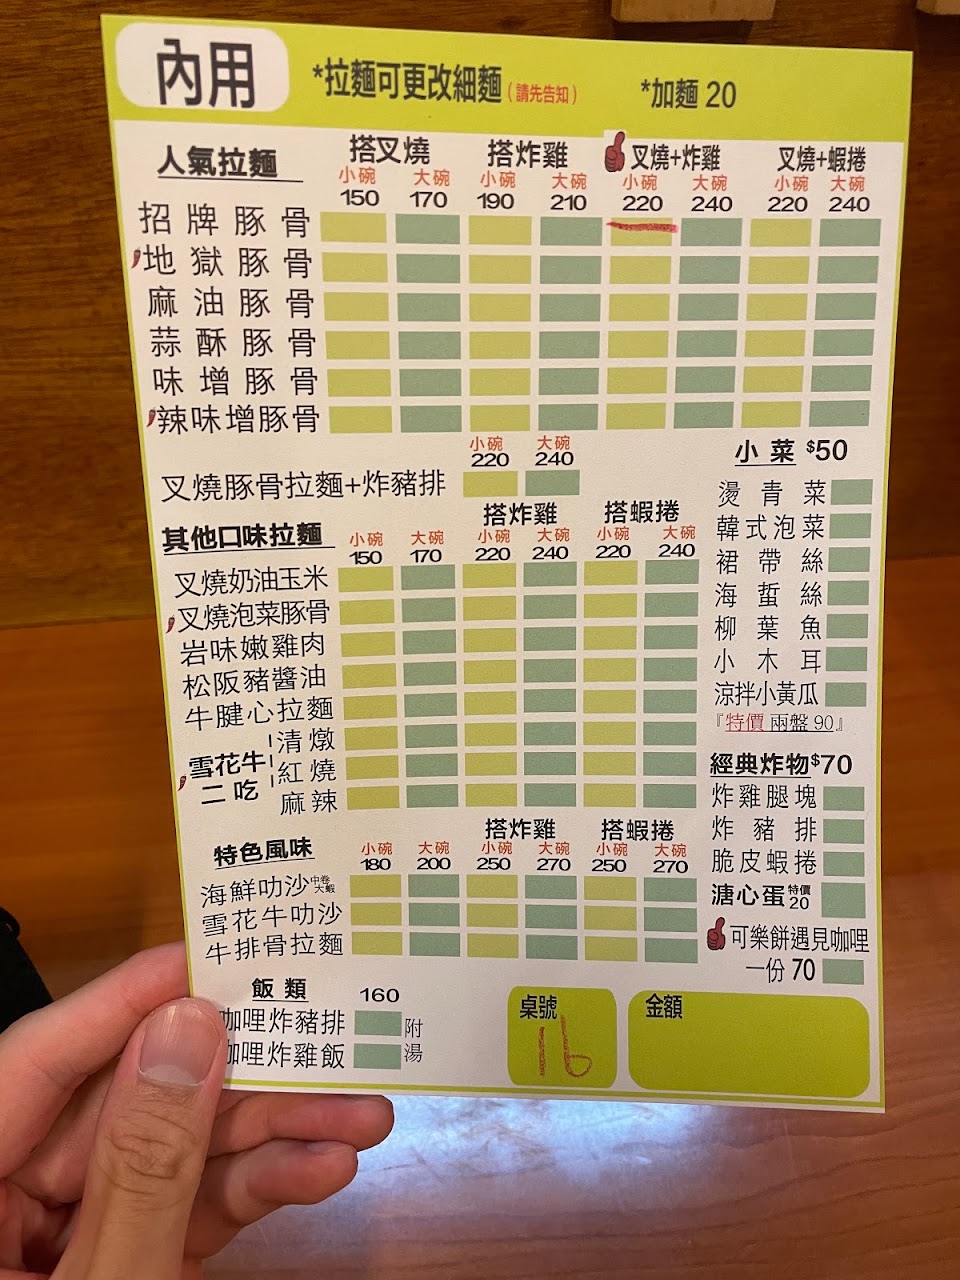 內用
*拉麵可更改細麵(請先告知)
*加麵 20
人氣拉麵 搭叉燒 搭炸雞 叉燒+炸雞 叉燒+蝦捲
小碗 大碗 小碗 大碗 小碗 大碗 小碗 大碗
150 170 190 210 220 240 220 240
招牌豚骨
地獄豚骨
麻油豚骨
蒜酥豚骨
味增豚骨
辣味增豚骨
小碗 大碗
220 240
叉燒豚骨拉麵+炸豬排
其他口味拉麵 搭炸雞 搭蝦捲
小碗 大碗 小碗 大碗 小碗 大碗
150 170 220 240 220 240
叉燒奶油玉米
叉燒泡菜豚骨
岩味嫩雞肉
松阪豬醬油
牛腱心拉麵
雪花牛二吃
清燉
紅燒
麻辣
特色風味 搭炸雞 搭蝦捲
小碗 大碗 小碗 大碗 小碗 大碗
180 200 250 270 250 270
海鮮叻沙中卷大蝦
雪花牛叻沙
牛排骨拉麵
飯類 160
咖哩炸豬排
咖哩炸雞飯
附湯
小菜 $50
燙青菜
韓式泡菜
裙帶絲
海蜇絲
柳葉魚
小木耳
涼拌小黃瓜
『特價 兩盤 90』
經典炸物 $70
炸雞腿塊
炸豬排
脆皮蝦捲
溏心蛋 特價20
可樂餅遇見咖哩
一份 70
桌號
16
金額